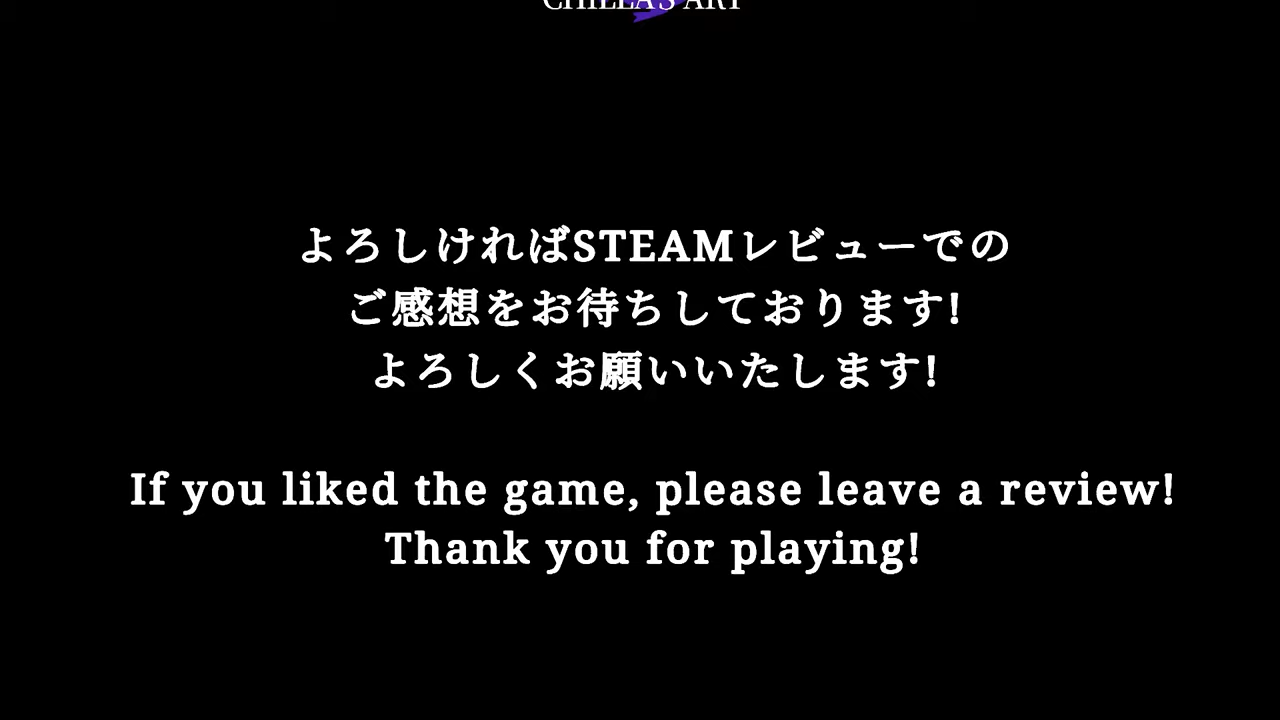 CHILLA'S ART
よろしければSTEAMレビューでの
ご感想をお待ちしております!
よろしくお願いいたします!
If you liked the game, please leave a review!
Thank you for playing!